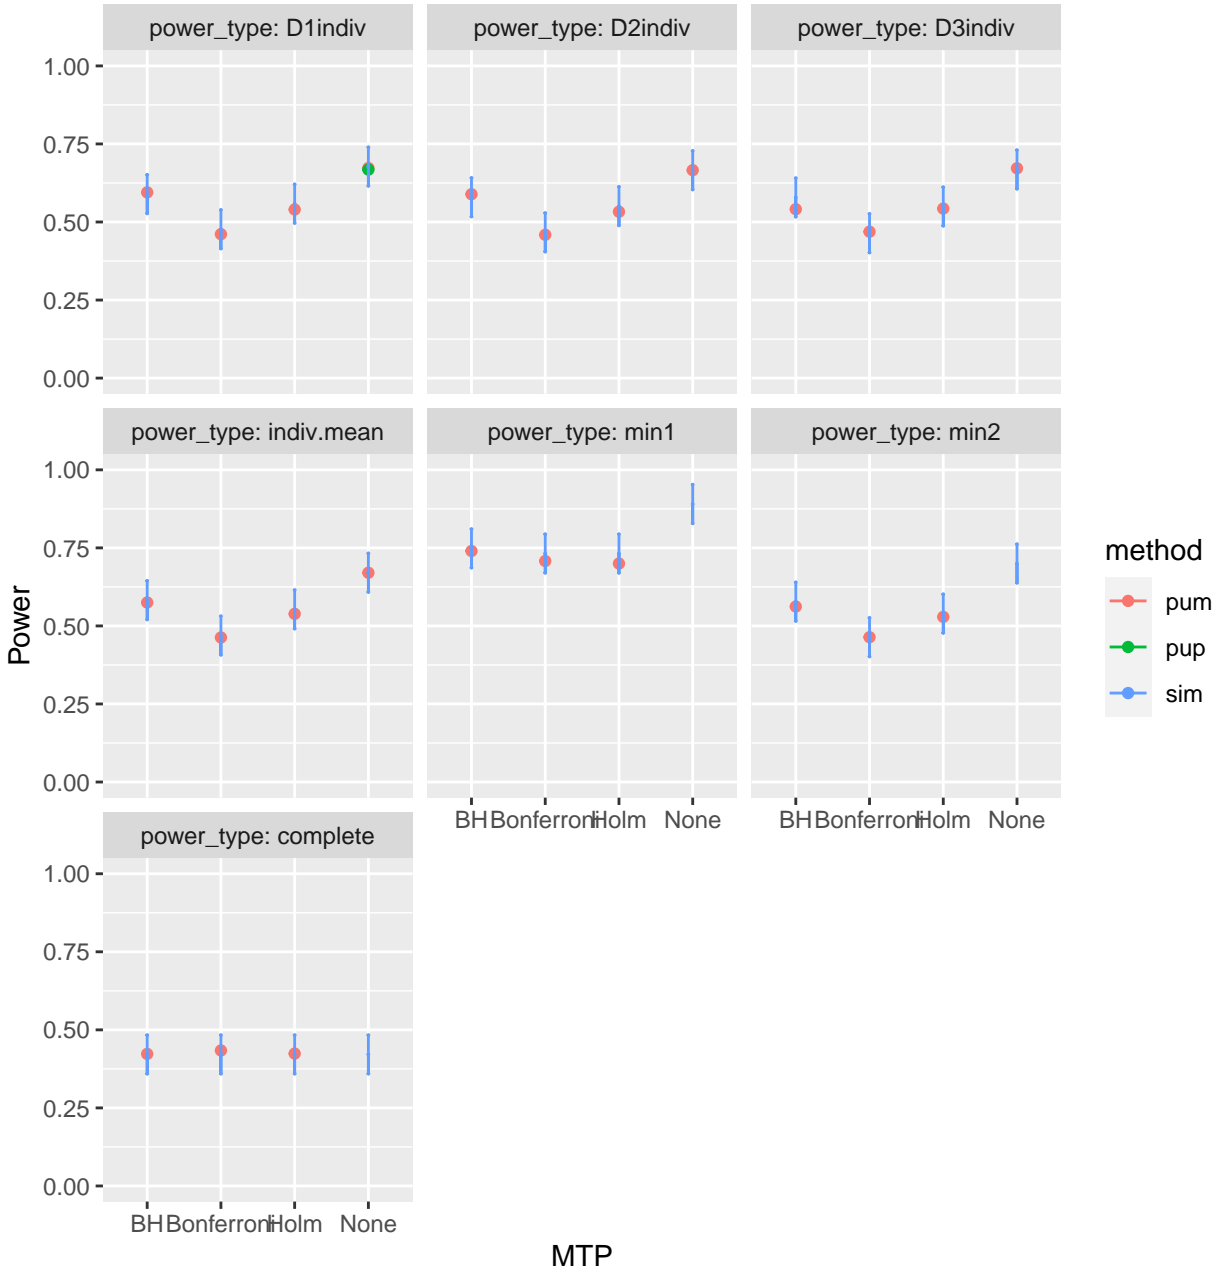 power_type: D1indiv
power_type: D2indiv
power_type: D3indiv
1.00
0.75
0.50
0.25
0.00
power_type: indiv.mean
power_type: min1
power_type: min2
1.00
0.75
0.50
0.25
0.00
BH Bonferroni Holm None
BH Bonferroni Holm None
power_type: complete
1.00
0.75
0.50
0.25
0.00
BH Bonferroni Holm None
MTP
Power
method
pum
pup
sim